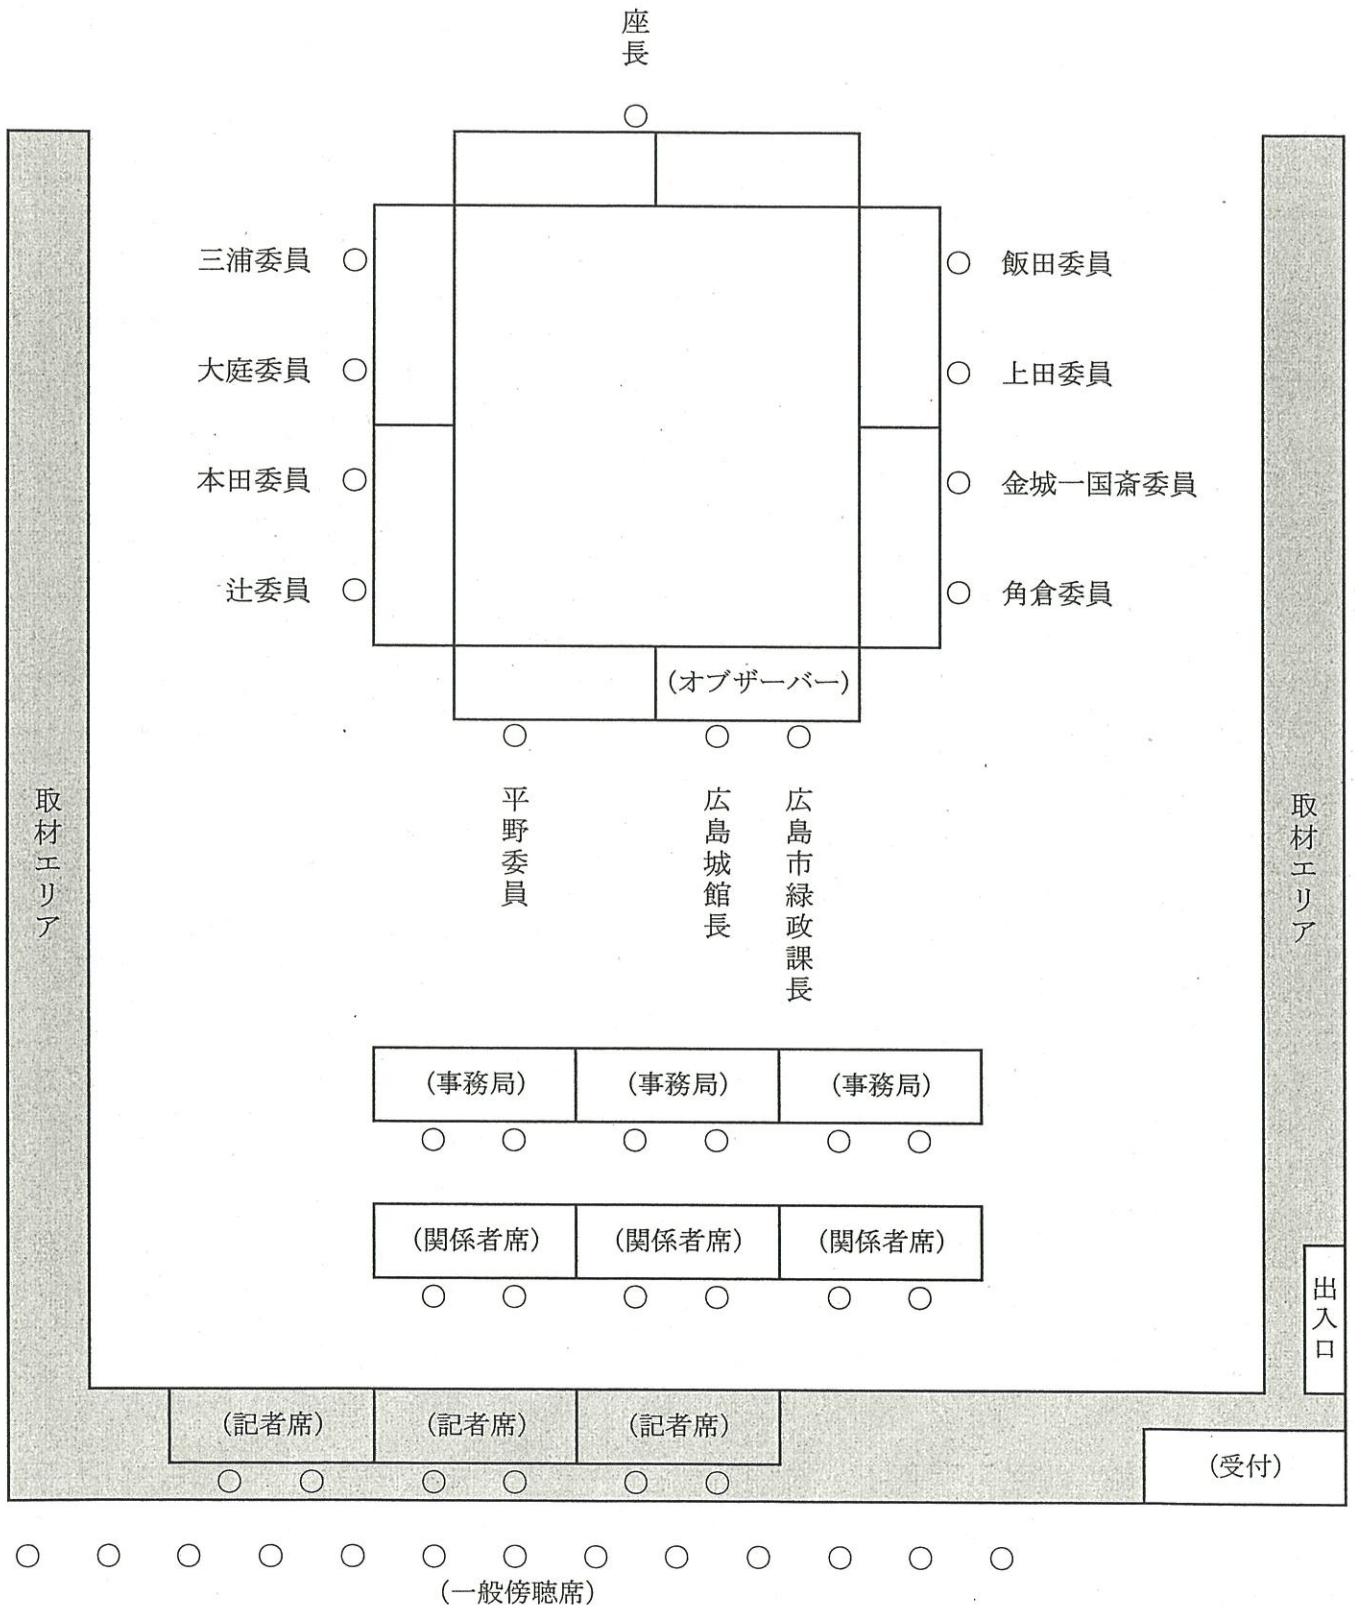 座長
三浦委員
飯田委員
大庭委員
上田委員
本田委員
金城一国斎委員
辻委員
角倉委員
(オブザーバー)
平野委員
広島城館長
広島市緑政課長
取材エリア
取材エリア
(事務局)
(事務局)
(事務局)
(関係者席)
(関係者席)
(関係者席)
出入口
(記者席)
(記者席)
(記者席)
(受付)
(一般傍聴席)